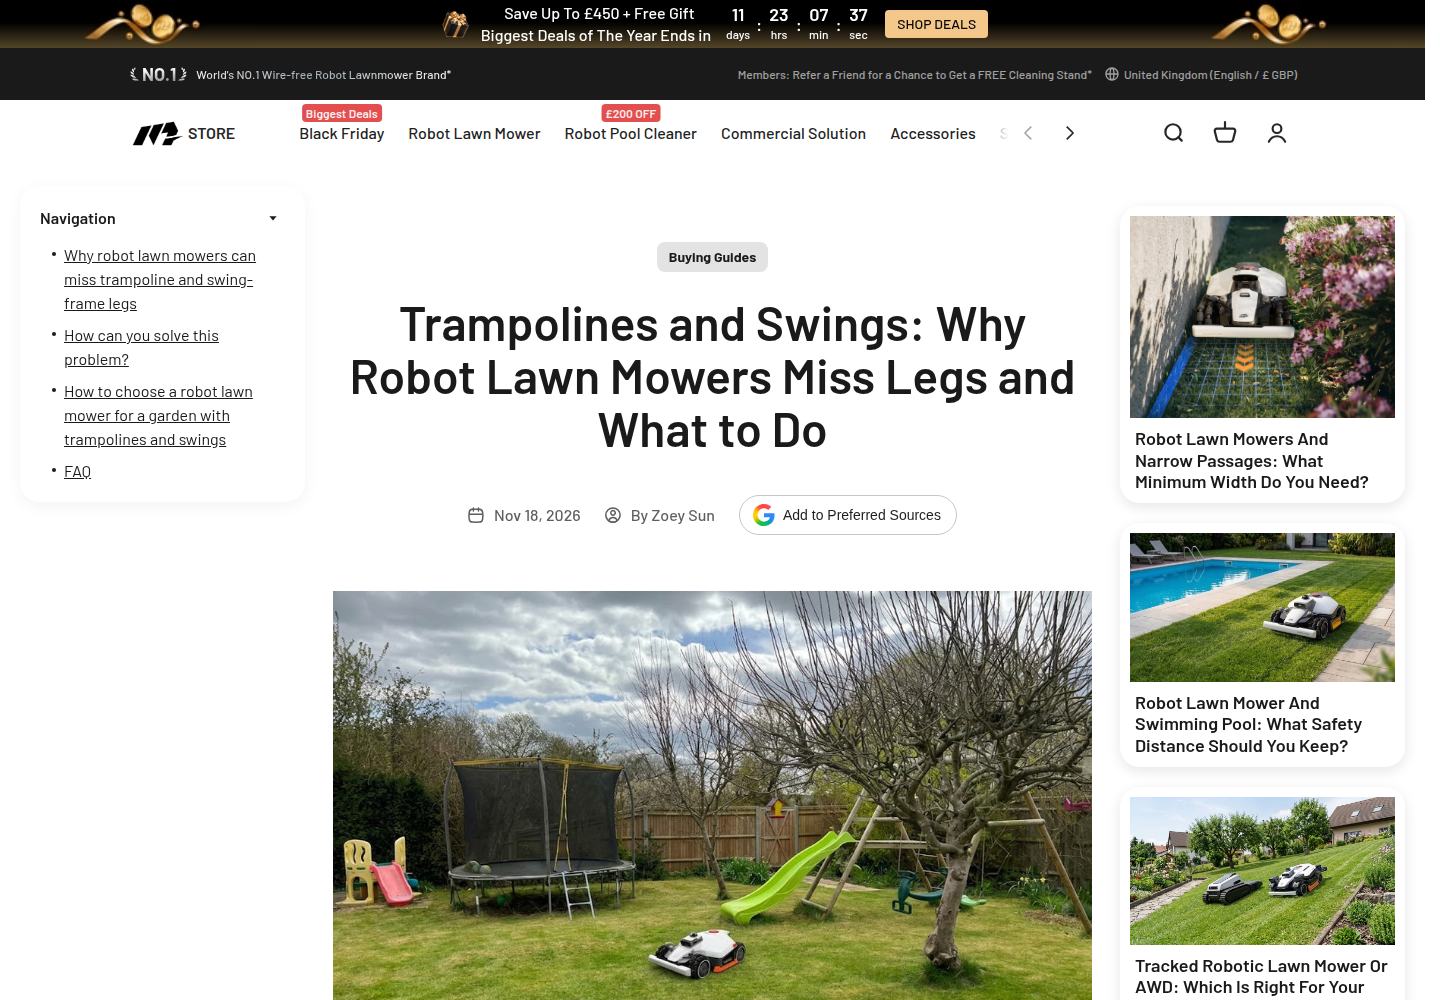 Save Up To £450 + Free Gift
Biggest Deals of The Year Ends in
11 : 23 : 07 : 37
days hrs min sec
SHOP DEALS
NO.1 World's NO.1 Wire-free Robot Lawnmower Brand*
Members: Refer a Friend for a Chance to Get a FREE Cleaning Stand*
United Kingdom (English / £ GBP)
STORE
Biggest Deals
Black Friday
Robot Lawn Mower
£200 OFF
Robot Pool Cleaner
Commercial Solution
Accessories
Navigation
• Why robot lawn mowers can
miss trampoline and swing-
frame legs
• How can you solve this
problem?
• How to choose a robot lawn
mower for a garden with
trampolines and swings
• FAQ
Buying Guides
Trampolines and Swings: Why
Robot Lawn Mowers Miss Legs and
What to Do
Nov 18, 2026
By Zoey Sun
Add to Preferred Sources
Robot Lawn Mowers And
Narrow Passages: What
Minimum Width Do You Need?
Robot Lawn Mower And
Swimming Pool: What Safety
Distance Should You Keep?
Tracked Robotic Lawn Mower Or
AWD: Which Is Right For Your